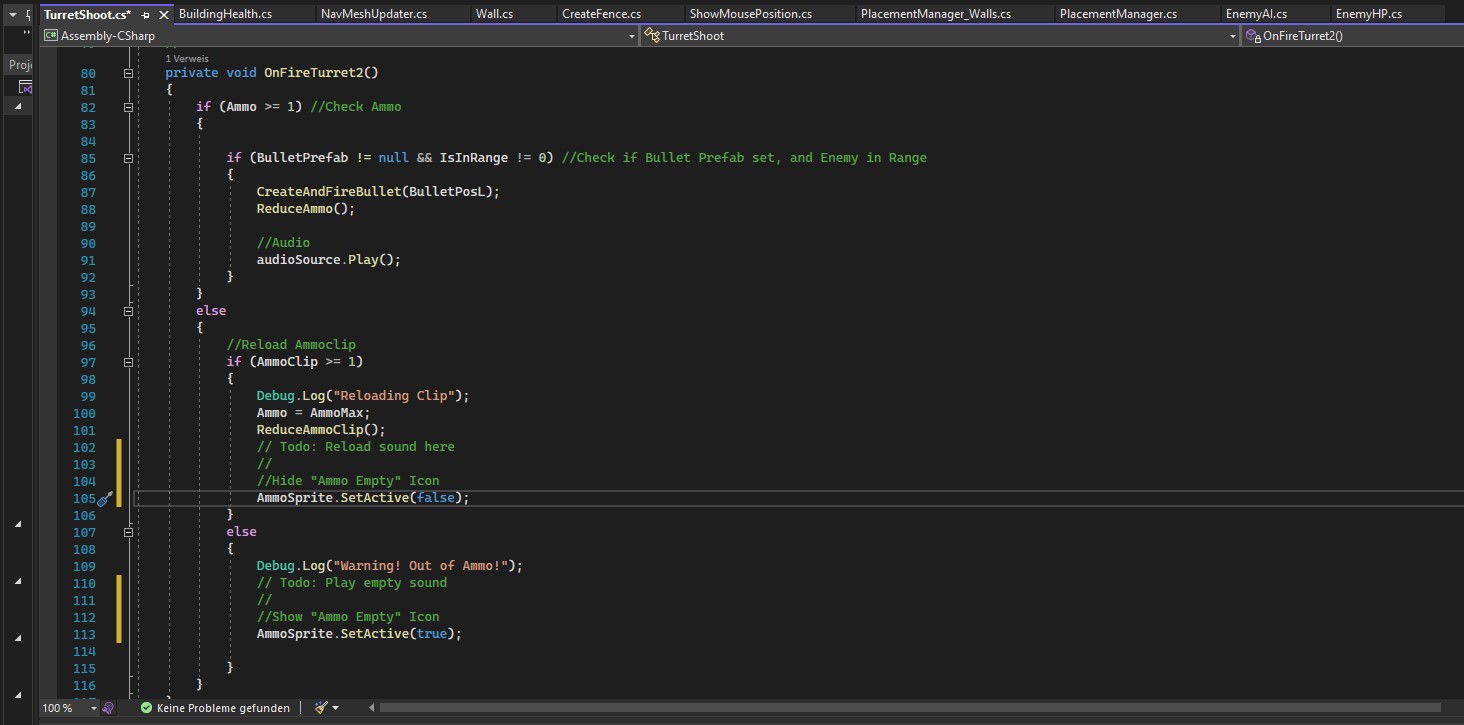 TurretShoot.cs* BuildingHealth.cs NavMeshUpdater.cs Wall.cs CreateFence.cs ShowMousePosition.cs PlacementManager_Walls.cs PlacementManager.cs EnemyAI.cs EnemyHP.cs
C# Assembly-CSharp TurretShoot OnFireTurret2()
Proje
1 Verweis
80 private void OnFireTurret2()
81 {
82 if (Ammo >= 1) //Check Ammo
83 {
84
85 if (BulletPrefab != null && IsInRange != 0) //Check if Bullet Prefab set, and Enemy in Range
86 {
87 CreateAndFireBullet(BulletPosL);
88 ReduceAmmo();
89
90 //Audio
91 audioSource.Play();
92 }
93 }
94 else
95 {
96 //Reload Ammoclip
97 if (AmmoClip >= 1)
98 {
99 Debug.Log("Reloading Clip");
100 Ammo = AmmoMax;
101 ReduceAmmoClip();
102 // Todo: Reload sound here
103 //
104 //Hide "Ammo Empty" Icon
105 AmmoSprite.SetActive(false);
106 }
107 else
108 {
109 Debug.Log("Warning! Out of Ammo!");
110 // Todo: Play empty sound
111 //
112 //Show "Ammo Empty" Icon
113 AmmoSprite.SetActive(true);
114
115 }
116 }
100 % Keine Probleme gefunden